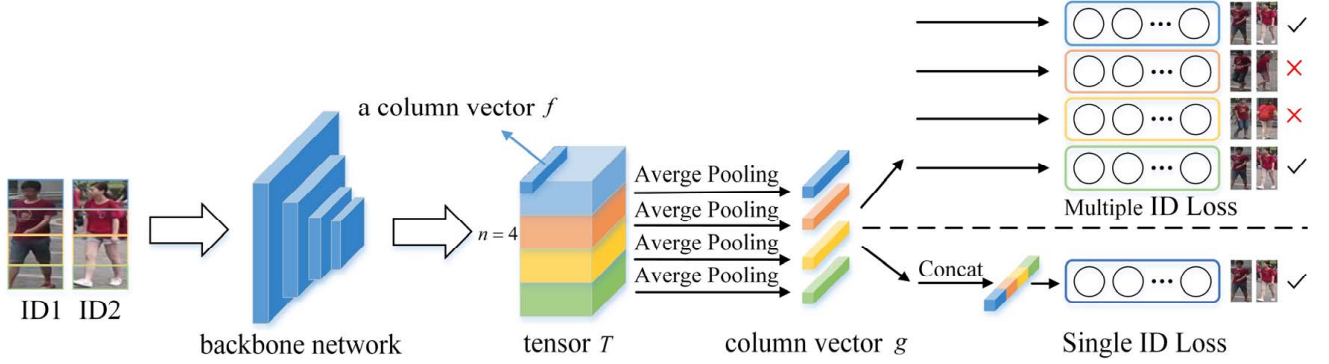 a column vector f
Averge Pooling
Averge Pooling
n = 4
Averge Pooling
Averge Pooling
Multiple ID Loss
Concat
ID1 ID2
backbone network
tensor T
column vector g
Single ID Loss